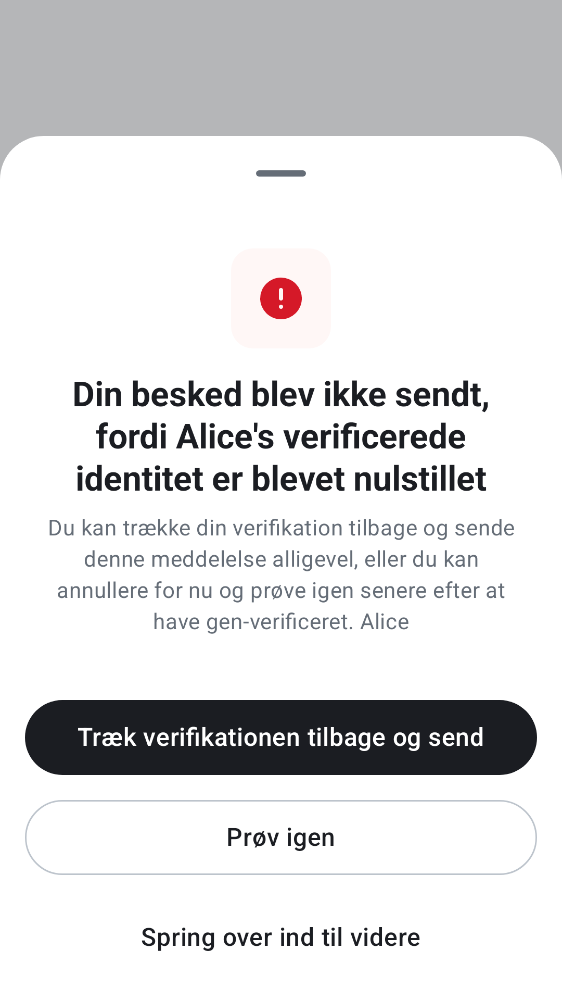 Din besked blev ikke sendt,
fordi Alice's verificerede
identitet er blevet nulstillet
Du kan trække din verifikation tilbage og sende
denne meddelelse alligevel, eller du kan
annullere for nu og prøve igen senere efter at
have gen-verificeret. Alice
Træk verifikationen tilbage og send
Prøv igen
Spring over ind til videre